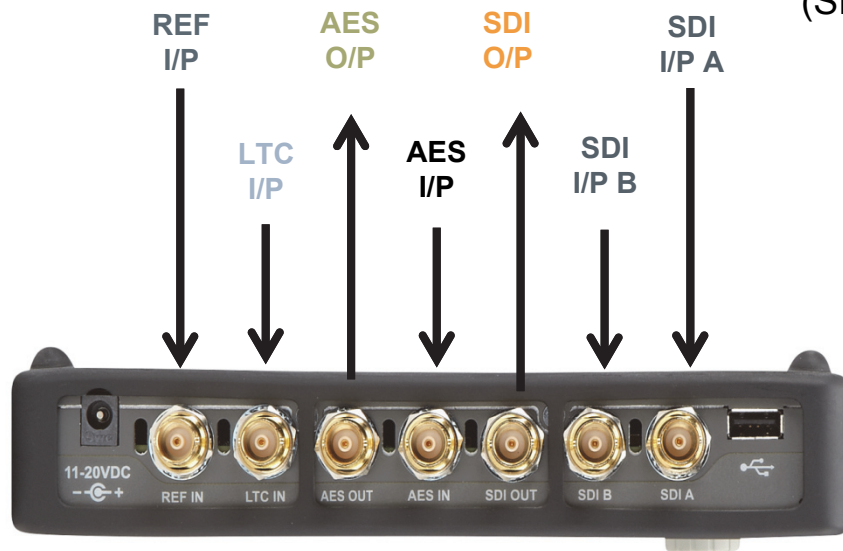 (S
REF
I/P
AES
O/P
SDI
O/P
SDI
I/P A
LTC
I/P
AES
I/P
SDI
I/P B
11-20VDC
- +
REF IN
LTC IN
AES OUT
AES IN
SDI OUT
SDI B
SDI A